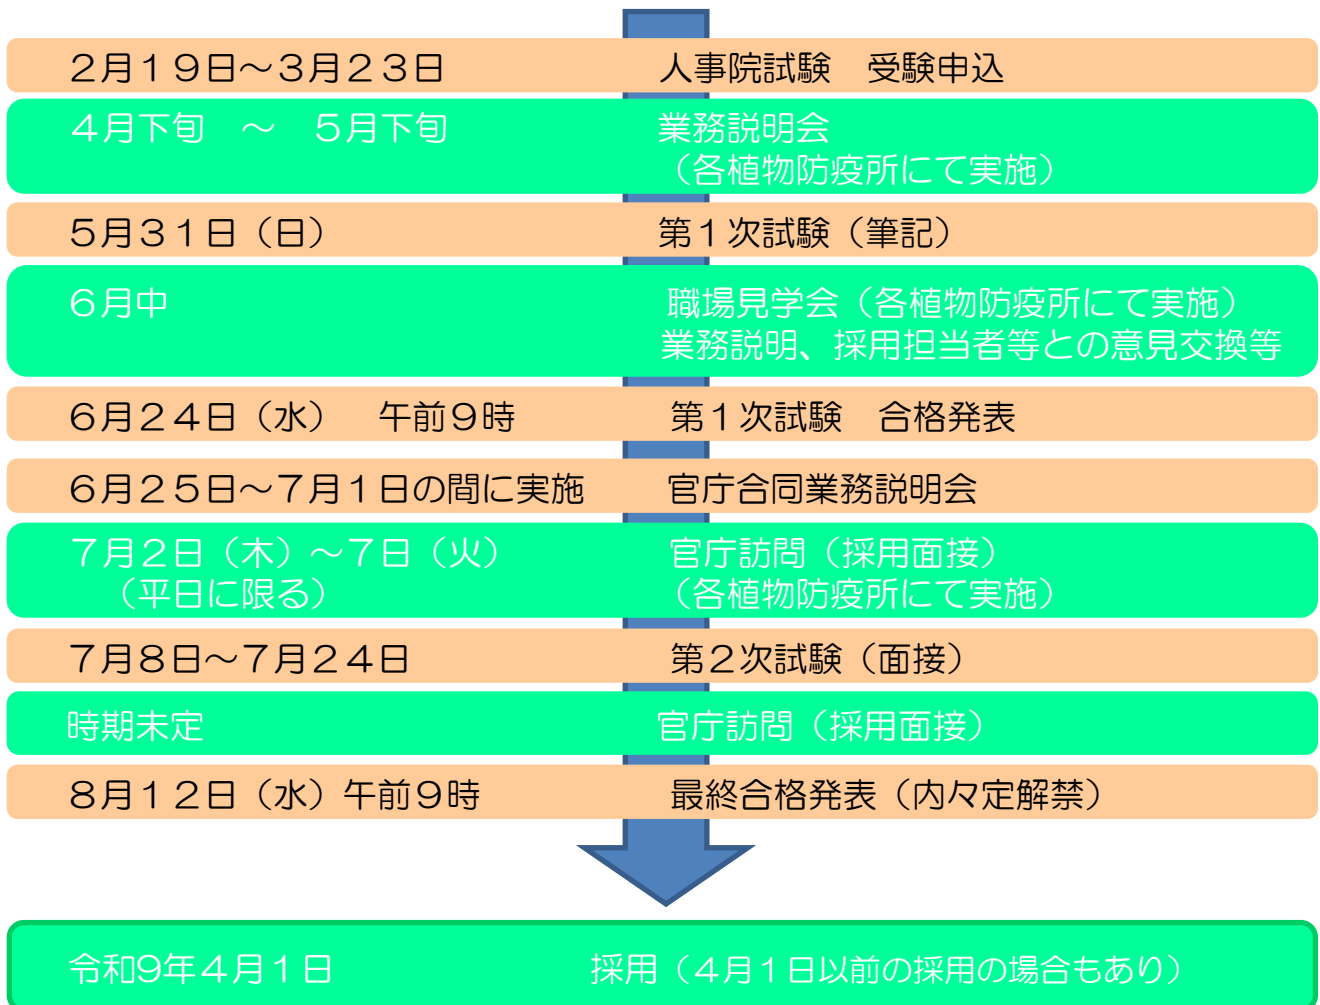 2月19日～3月23日　人事院試験　受験申込
4月下旬　～　5月下旬　業務説明会
（各植物防疫所にて実施）
5月31日（日）　第1次試験（筆記）
6月中　職場見学会（各植物防疫所にて実施）
業務説明、採用担当者等との意見交換等
6月24日（水）　午前9時　第1次試験　合格発表
6月25日～7月1日の間に実施　官庁合同業務説明会
7月2日（木）～7日（火）　官庁訪問（採用面接）
（平日に限る）　（各植物防疫所にて実施）
7月8日～7月24日　第2次試験（面接）
時期未定　官庁訪問（採用面接）
8月12日（水）午前9時　最終合格発表（内々定解禁）
令和9年4月1日　採用（4月1日以前の採用の場合もあり）